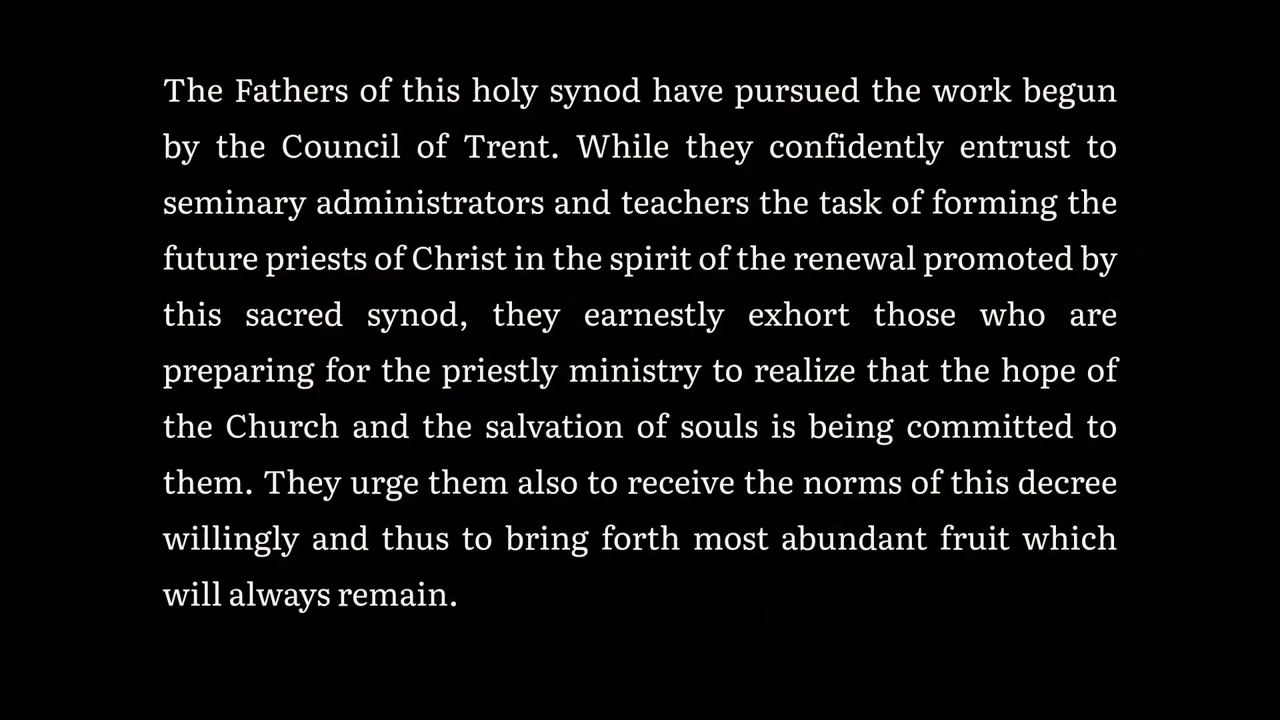 The Fathers of this holy synod have pursued the work begun
by the Council of Trent. While they confidently entrust to
seminary administrators and teachers the task of forming the
future priests of Christ in the spirit of the renewal promoted by
this sacred synod, they earnestly exhort those who are
preparing for the priestly ministry to realize that the hope of
the Church and the salvation of souls is being committed to
them. They urge them also to receive the norms of this decree
willingly and thus to bring forth most abundant fruit which
will always remain.